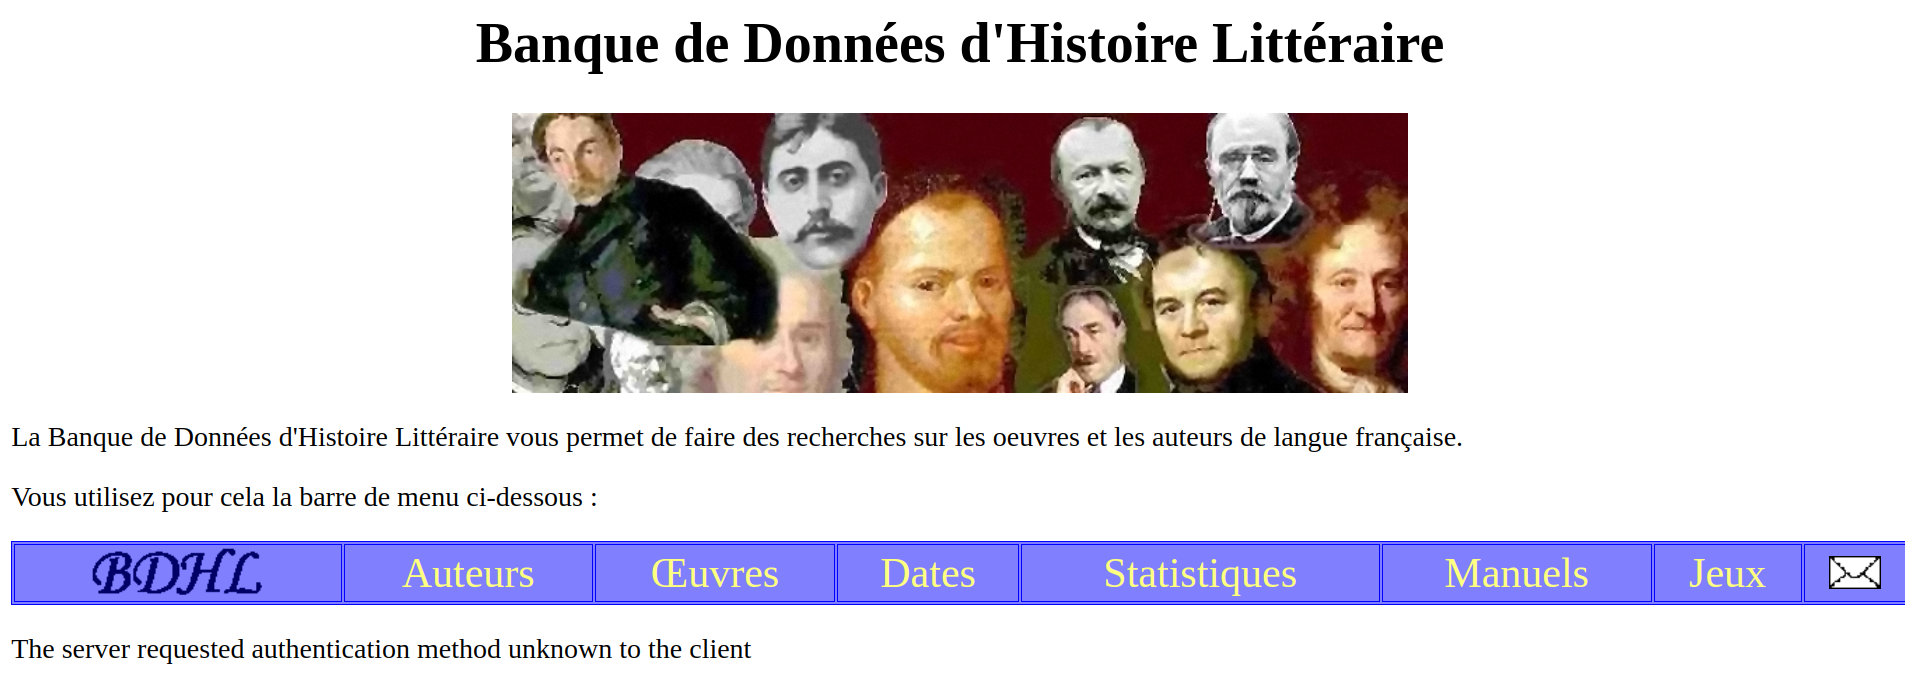 Banque de Données d'Histoire Littéraire
La Banque de Données d'Histoire Littéraire vous permet de faire des recherches sur les oeuvres et les auteurs de langue française.
Vous utilisez pour cela la barre de menu ci-dessous :
BDHL Auteurs Œuvres Dates Statistiques Manuels Jeux
The server requested authentication method unknown to the client